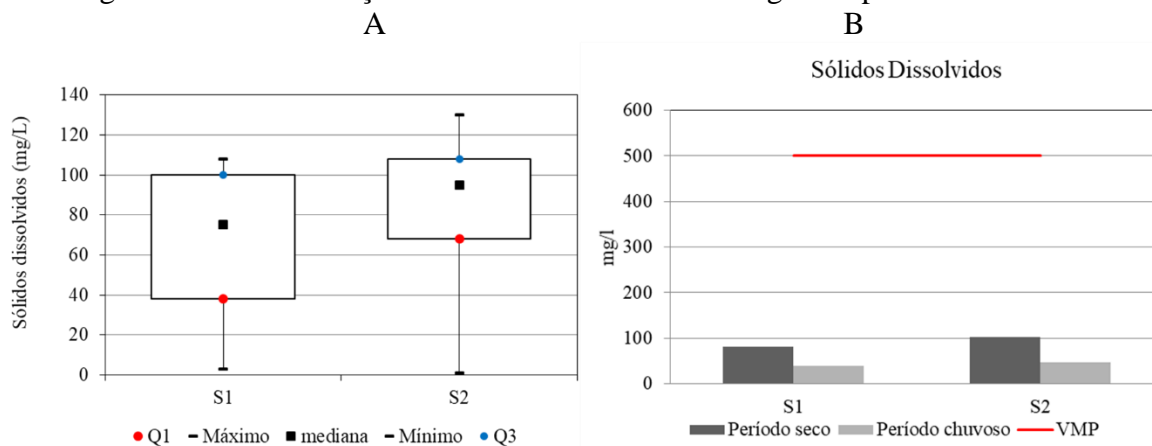 A
B
Sólidos dissolvidos (mg/L)
140
120
100
80
60
40
20
0
S1
S2
Q1 Máximo mediana Mínimo Q3
Sólidos Dissolvidos
mg/l
600
500
400
300
200
100
0
S1
S2
Período seco Período chuvoso VMP